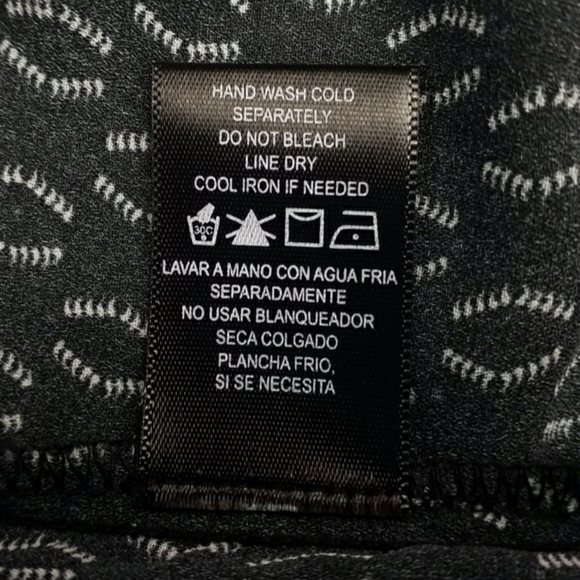 HAND WASH COLD
SEPARATELY
DO NOT BLEACH
LINE DRY
COOL IRON IF NEEDED
30C
LAVAR A MANO CON AGUA FRIA
SEPARADAMENTE
NO USAR BLANQUEADOR
SECA COLGADO
PLANCHA FRIO,
SI SE NECESITA